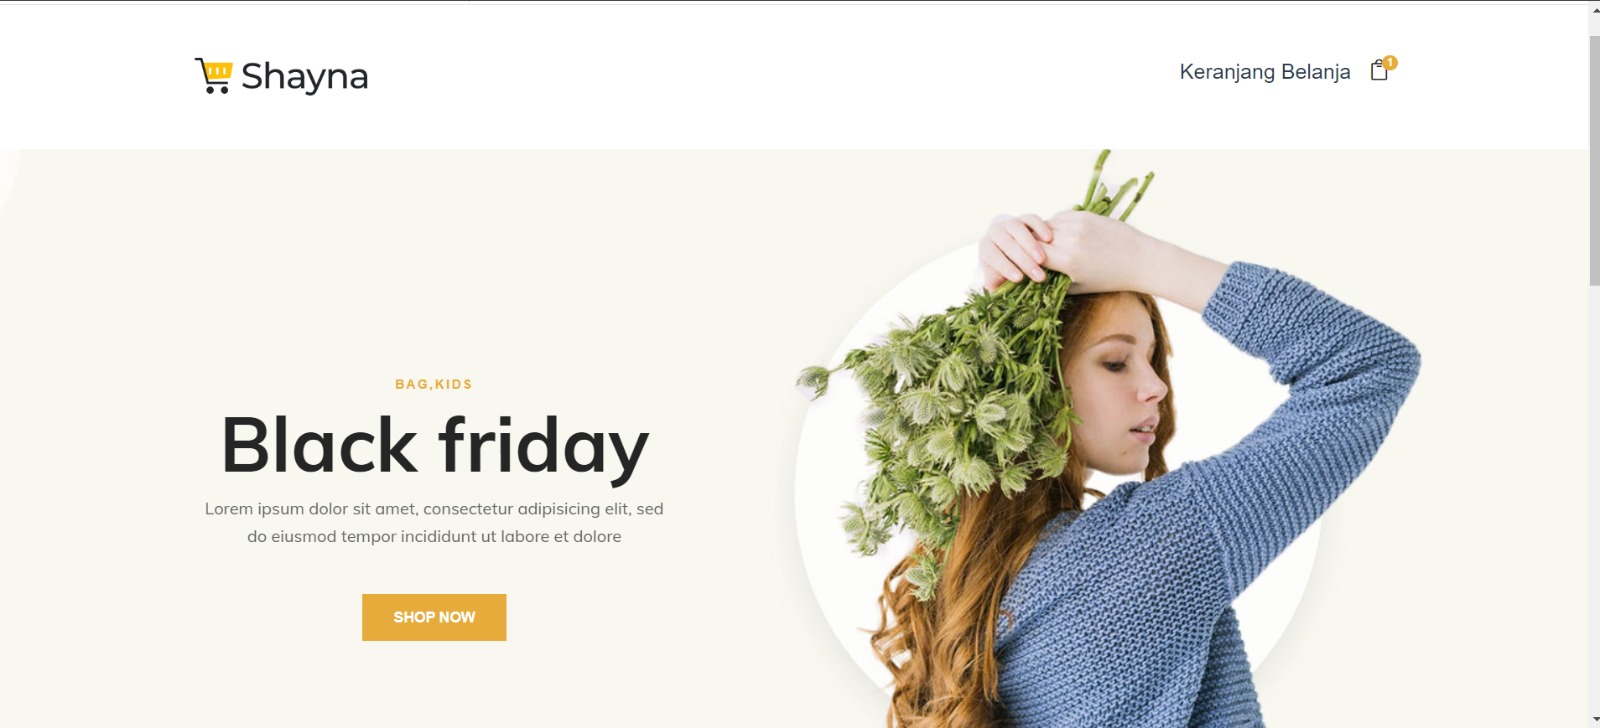 Shayna
Keranjang Belanja 1
BAG,KIDS
Black friday
Lorem ipsum dolor sit amet, consectetur adipisicing elit, sed
do eiusmod tempor incididunt ut labore et dolore
SHOP NOW